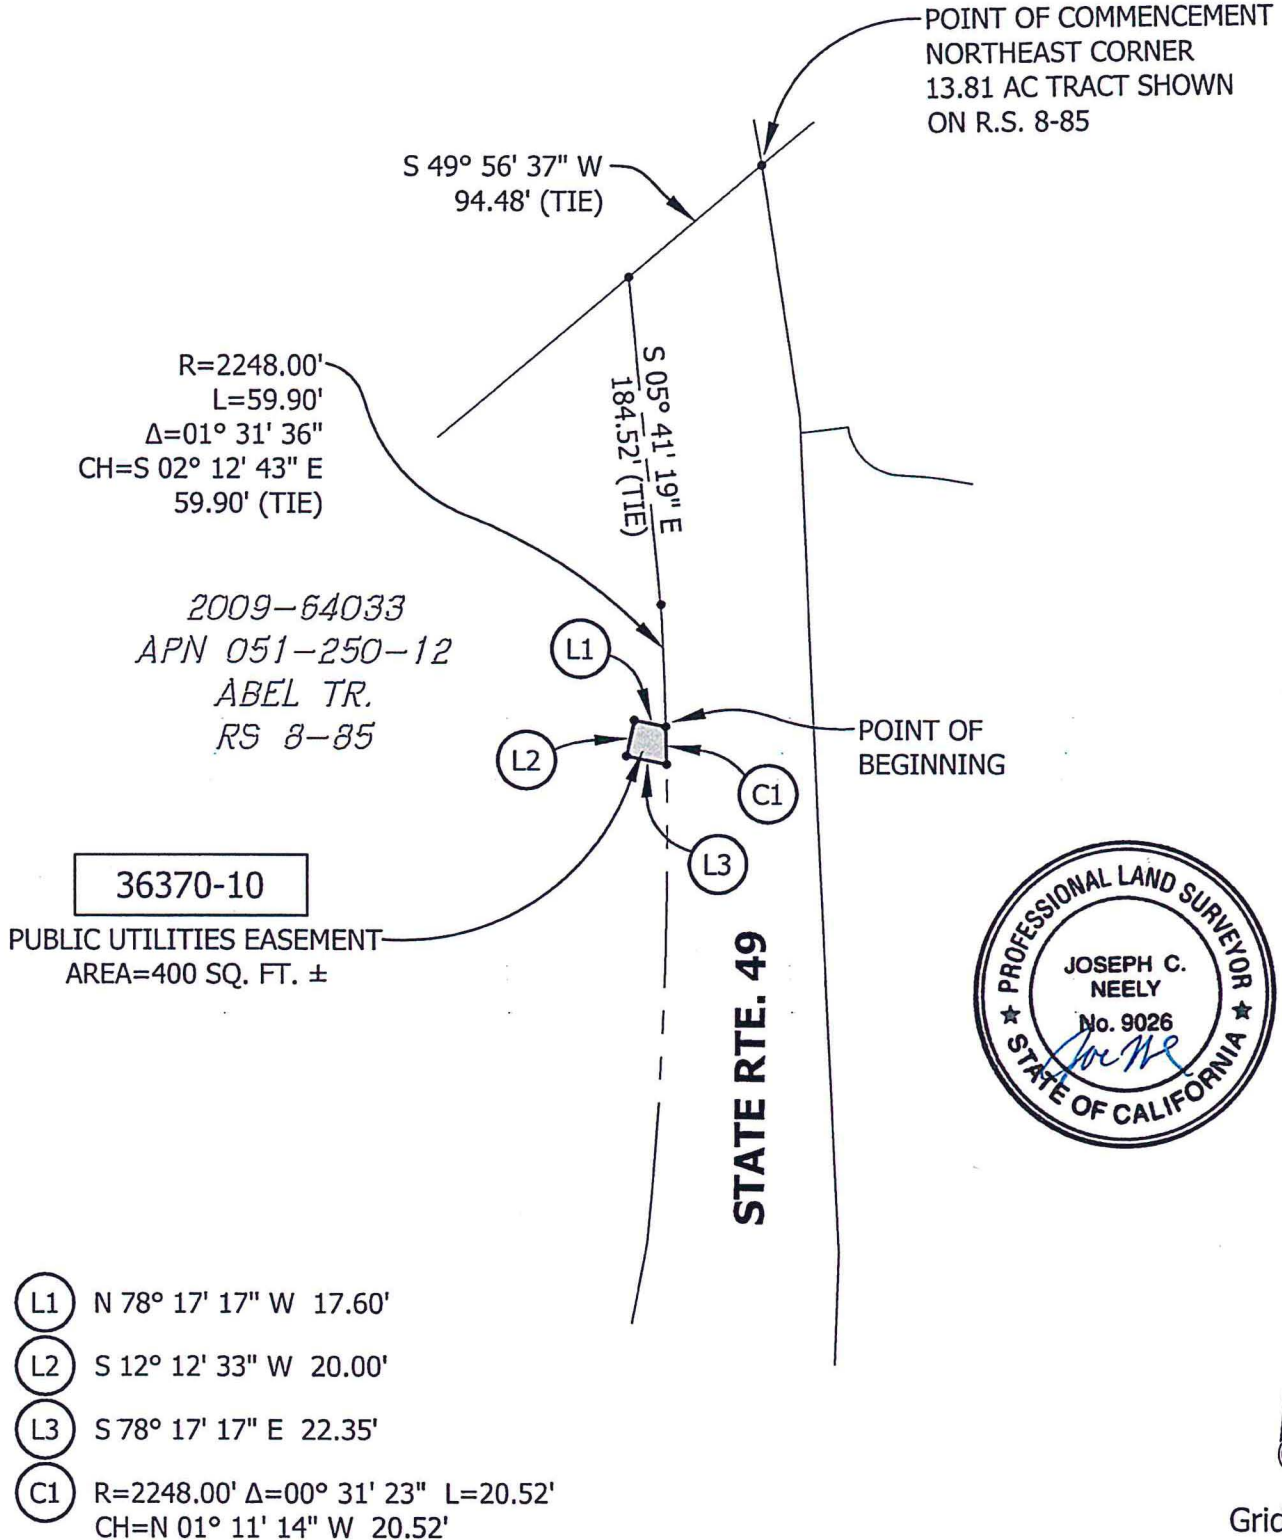 POINT OF COMMENCEMENT
NORTHEAST CORNER
13.81 AC TRACT SHOWN
ON R.S. 8-85
S 49° 56' 37" W
94.48' (TIE)
R=2248.00'
L=59.90'
Δ=01° 31' 36"
CH=S 02° 12' 43" E
59.90' (TIE)
S 05° 41' 19" E
184.52' (TIE)
2009-64033
APN 051-250-12
ABEL TR.
RS 8-85
L1
L2
POINT OF
BEGINNING
C1
L3
36370-10
PUBLIC UTILITIES EASEMENT
AREA=400 SQ. FT. ±
STATE RTE. 49
PROFESSIONAL LAND SURVEYOR
JOSEPH C.
NEELY
No. 9026
STATE OF CALIFORNIA
L1 N 78° 17' 17" W 17.60'
L2 S 12° 12' 33" W 20.00'
L3 S 78° 17' 17" E 22.35'
C1 R=2248.00' Δ=00° 31' 23" L=20.52'
CH=N 01° 11' 14" W 20.52'
Grid